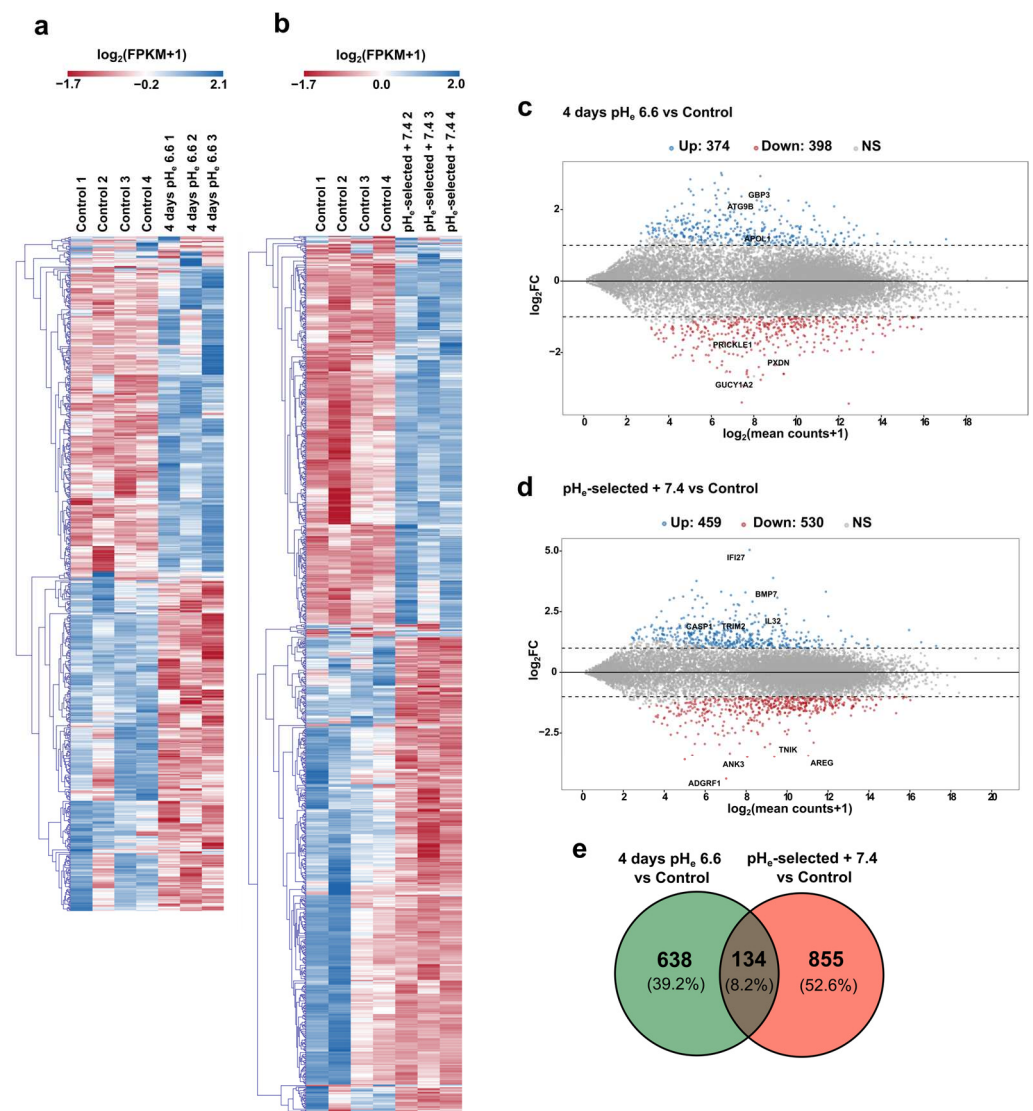 a
log₂(FPKM+1)
−1.7 −0.2 2.1
Control 1
Control 2
Control 3
Control 4
4 days pHₑ 6.6 1
4 days pHₑ 6.6 2
4 days pHₑ 6.6 3
b
log₂(FPKM+1)
−1.7 0.0 2.0
Control 1
Control 2
Control 3
Control 4
pHₑ-selected + 7.4 2
pHₑ-selected + 7.4 3
pHₑ-selected + 7.4 4
c
4 days pHₑ 6.6 vs Control
Up: 374 Down: 398 NS
log₂FC
2
0
−2
GBP3
ATG9B
APOL1
PRICKLE1
PXDN
GUCY1A2
0 2 4 6 8 10 12 14 16 18
log₂(mean counts+1)
d
pHₑ-selected + 7.4 vs Control
Up: 459 Down: 530 NS
log₂FC
5.0
2.5
0
−2.5
IFI27
BMP7
CASP1 TRIM2 IL32
TNIK
ANK3 AREG
ADGRF1
0 2 4 6 8 10 12 14 16 18 20
log₂(mean counts+1)
e
4 days pHₑ 6.6
vs Control
pHₑ-selected + 7.4
vs Control
638 134 855
(39.2%) (8.2%) (52.6%)